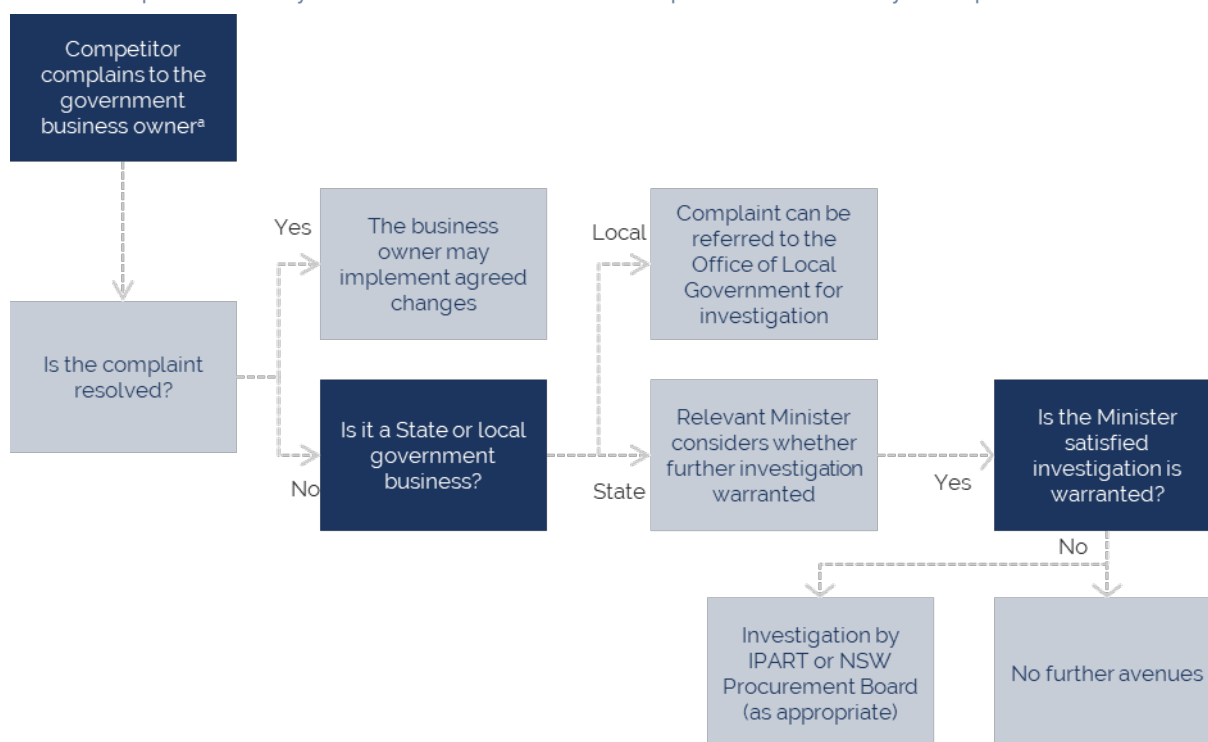 Competitor
complains to the
government
business ownerᵃ
Yes
The business
owner may
implement agreed
changes
Local
Complaint can be
referred to the
Office of Local
Government for
investigation
Is the complaint
resolved?
No
Is it a State or local
government
business?
State
Relevant Minister
considers whether
further investigation
warranted
Yes
Is the Minister
satisfied
investigation is
warranted?
No
Investigation by
IPART or NSW
Procurement Board
(as appropriate)
No further avenues